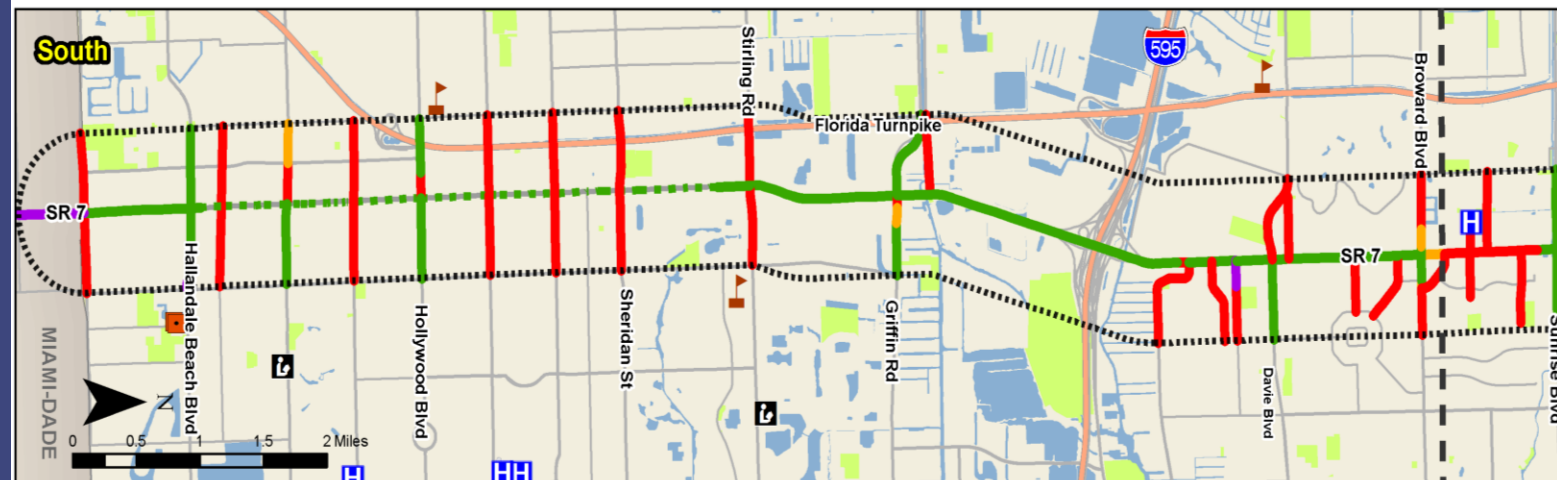 South
595
Stirling Rd
Broward Blvd
Florida Turnpike
SR 7
SR 7
H
Hallandale Beach Blvd
Hollywood Blvd
Sheridan St
Griffin Rd
Davie Blvd
Sunrise Blvd
MIAMI-DADE
N
0 0.5 1 1.5 2 Miles
H
H H